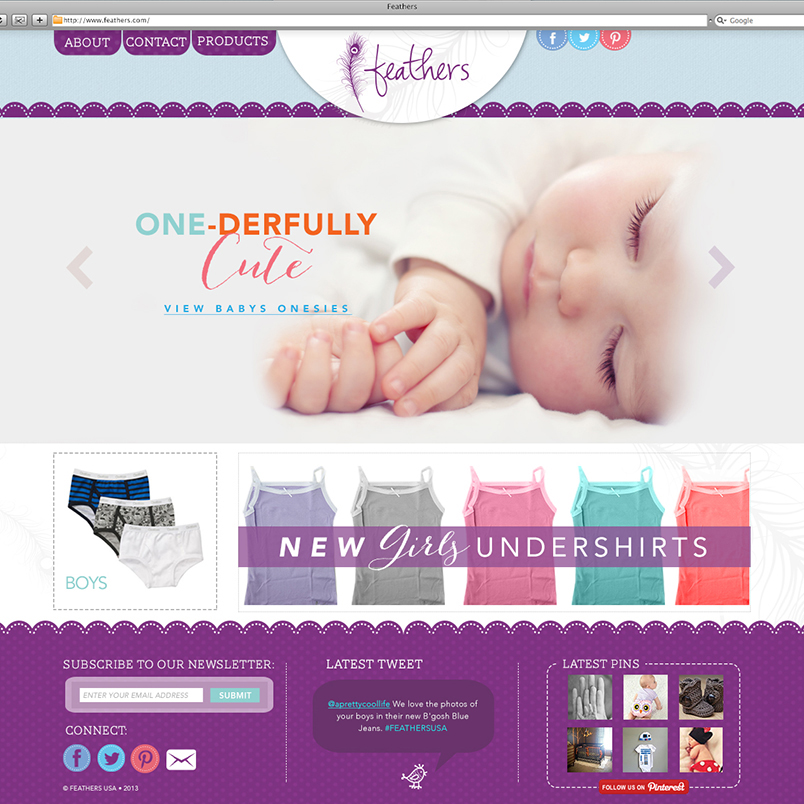 Feathers
http://www.feathers.com/
Google
ABOUT
CONTACT
PRODUCTS
feathers
ONE-DERFULLY
Cute
VIEW BABYS ONESIES
BOYS
NEW Girls UNDERSHIRTS
SUBSCRIBE TO OUR NEWSLETTER:
ENTER YOUR EMAIL ADDRESS
SUBMIT
CONNECT:
© FEATHERS USA • 2013
LATEST TWEET
@aprettycoollife We love the photos of
your boys in their new B'gosh Blue
Jeans. #FEATHERSUSA
LATEST PINS
FOLLOW US ON Pinterest